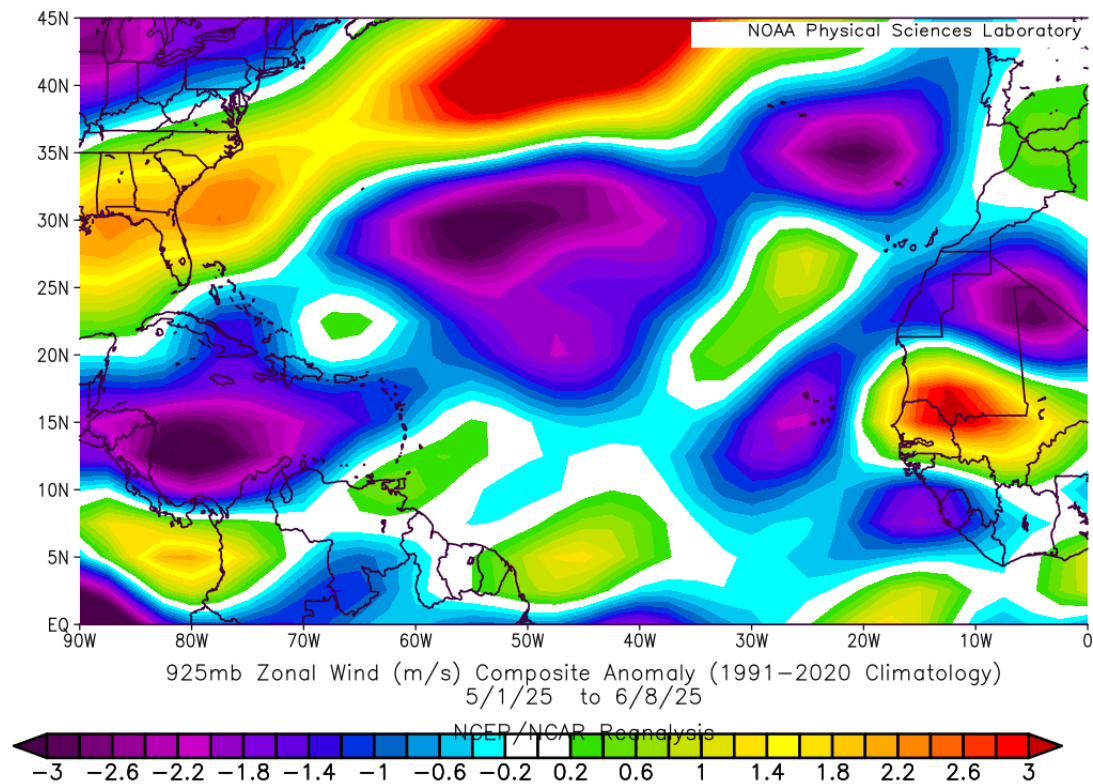 45N
NOAA Physical Sciences Laboratory
40N
35N
30N
25N
20N
15N
10N
5N
EQ
90W 80W 70W 60W 50W 40W 30W 20W 10W 0
925mb Zonal Wind (m/s) Composite Anomaly (1991-2020 Climatology)
5/1/25 to 6/8/25
NCEP/NCAR Reanalysis
-3 -2.6 -2.2 -1.8 -1.4 -1 -0.6 -0.2 0.2 0.6 1 1.4 1.8 2.2 2.6 3